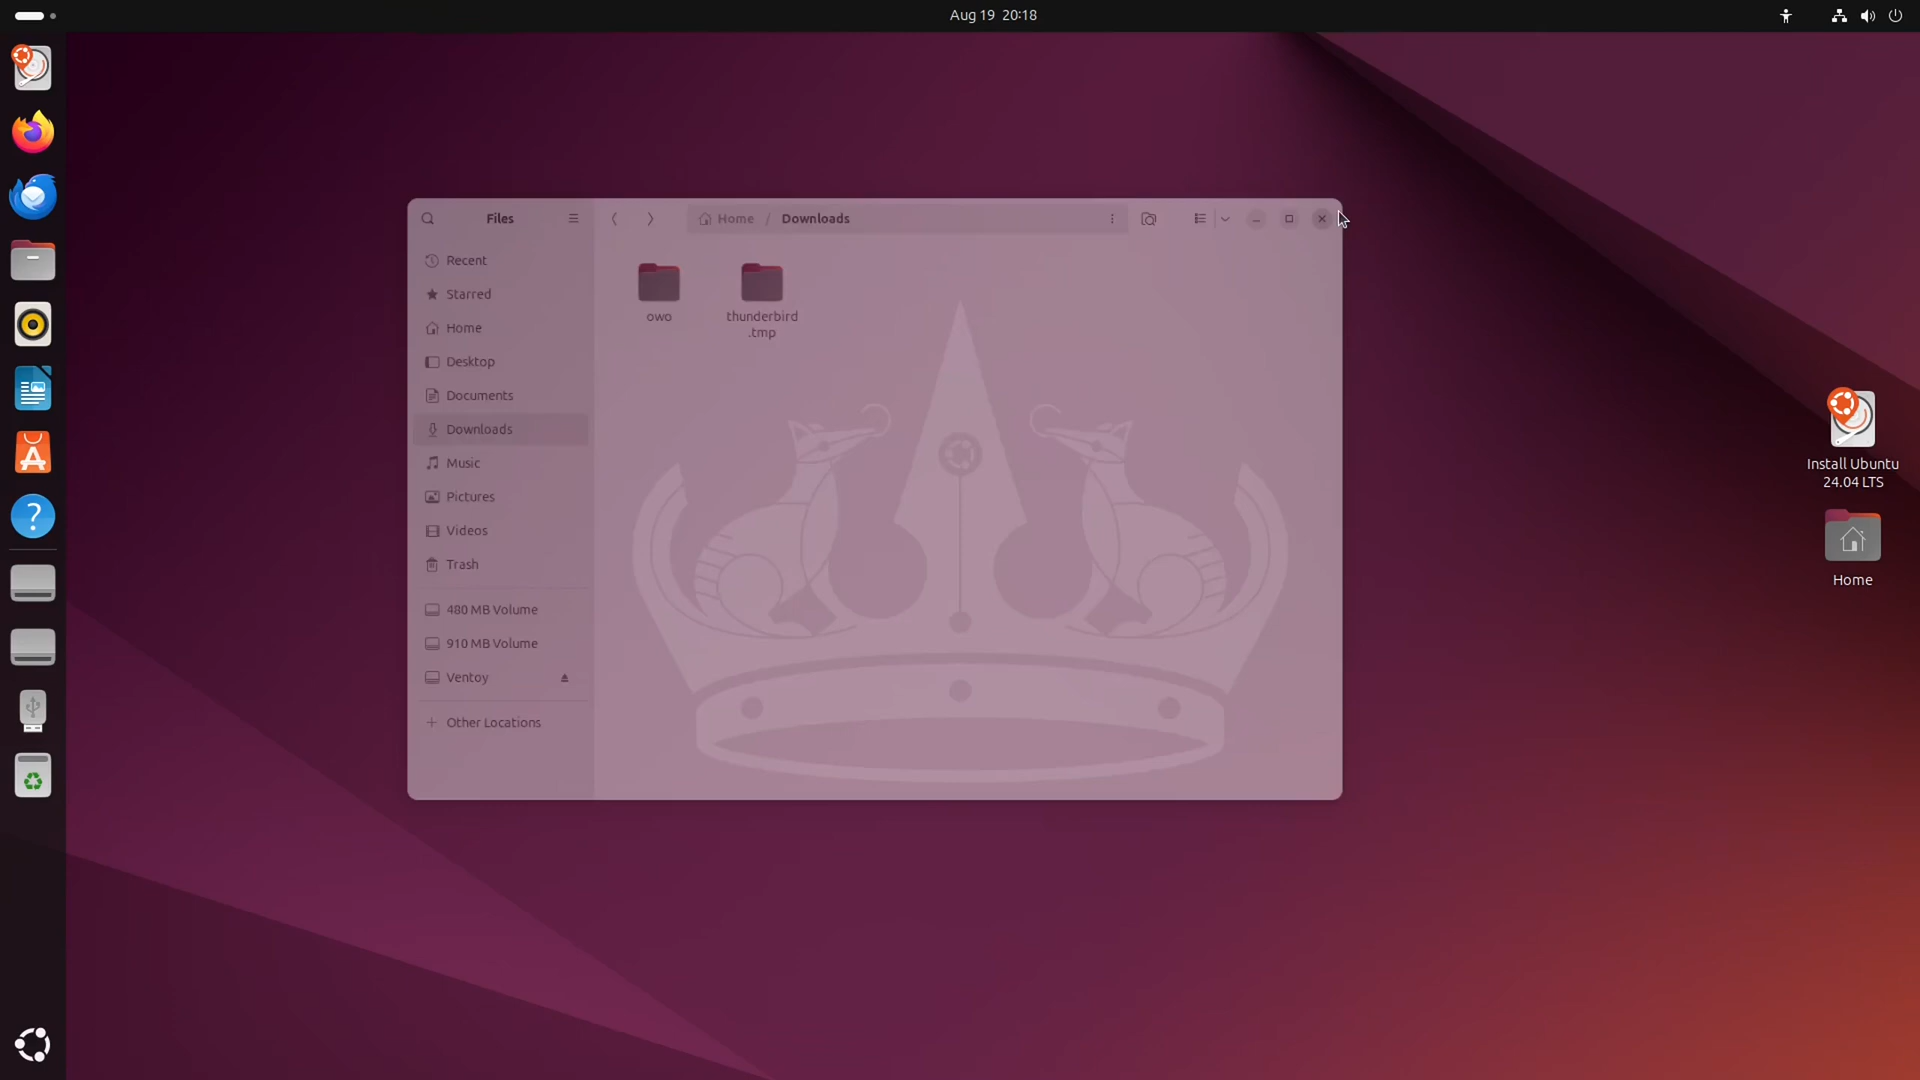 Aug 19 20:18
Files
Home / Downloads
Recent
Starred
Home
Desktop
Documents
Downloads
Music
Pictures
Videos
Trash
480 MB Volume
910 MB Volume
Ventoy
Other Locations
owo
thunderbird
.tmp
Install Ubuntu
24.04 LTS
Home